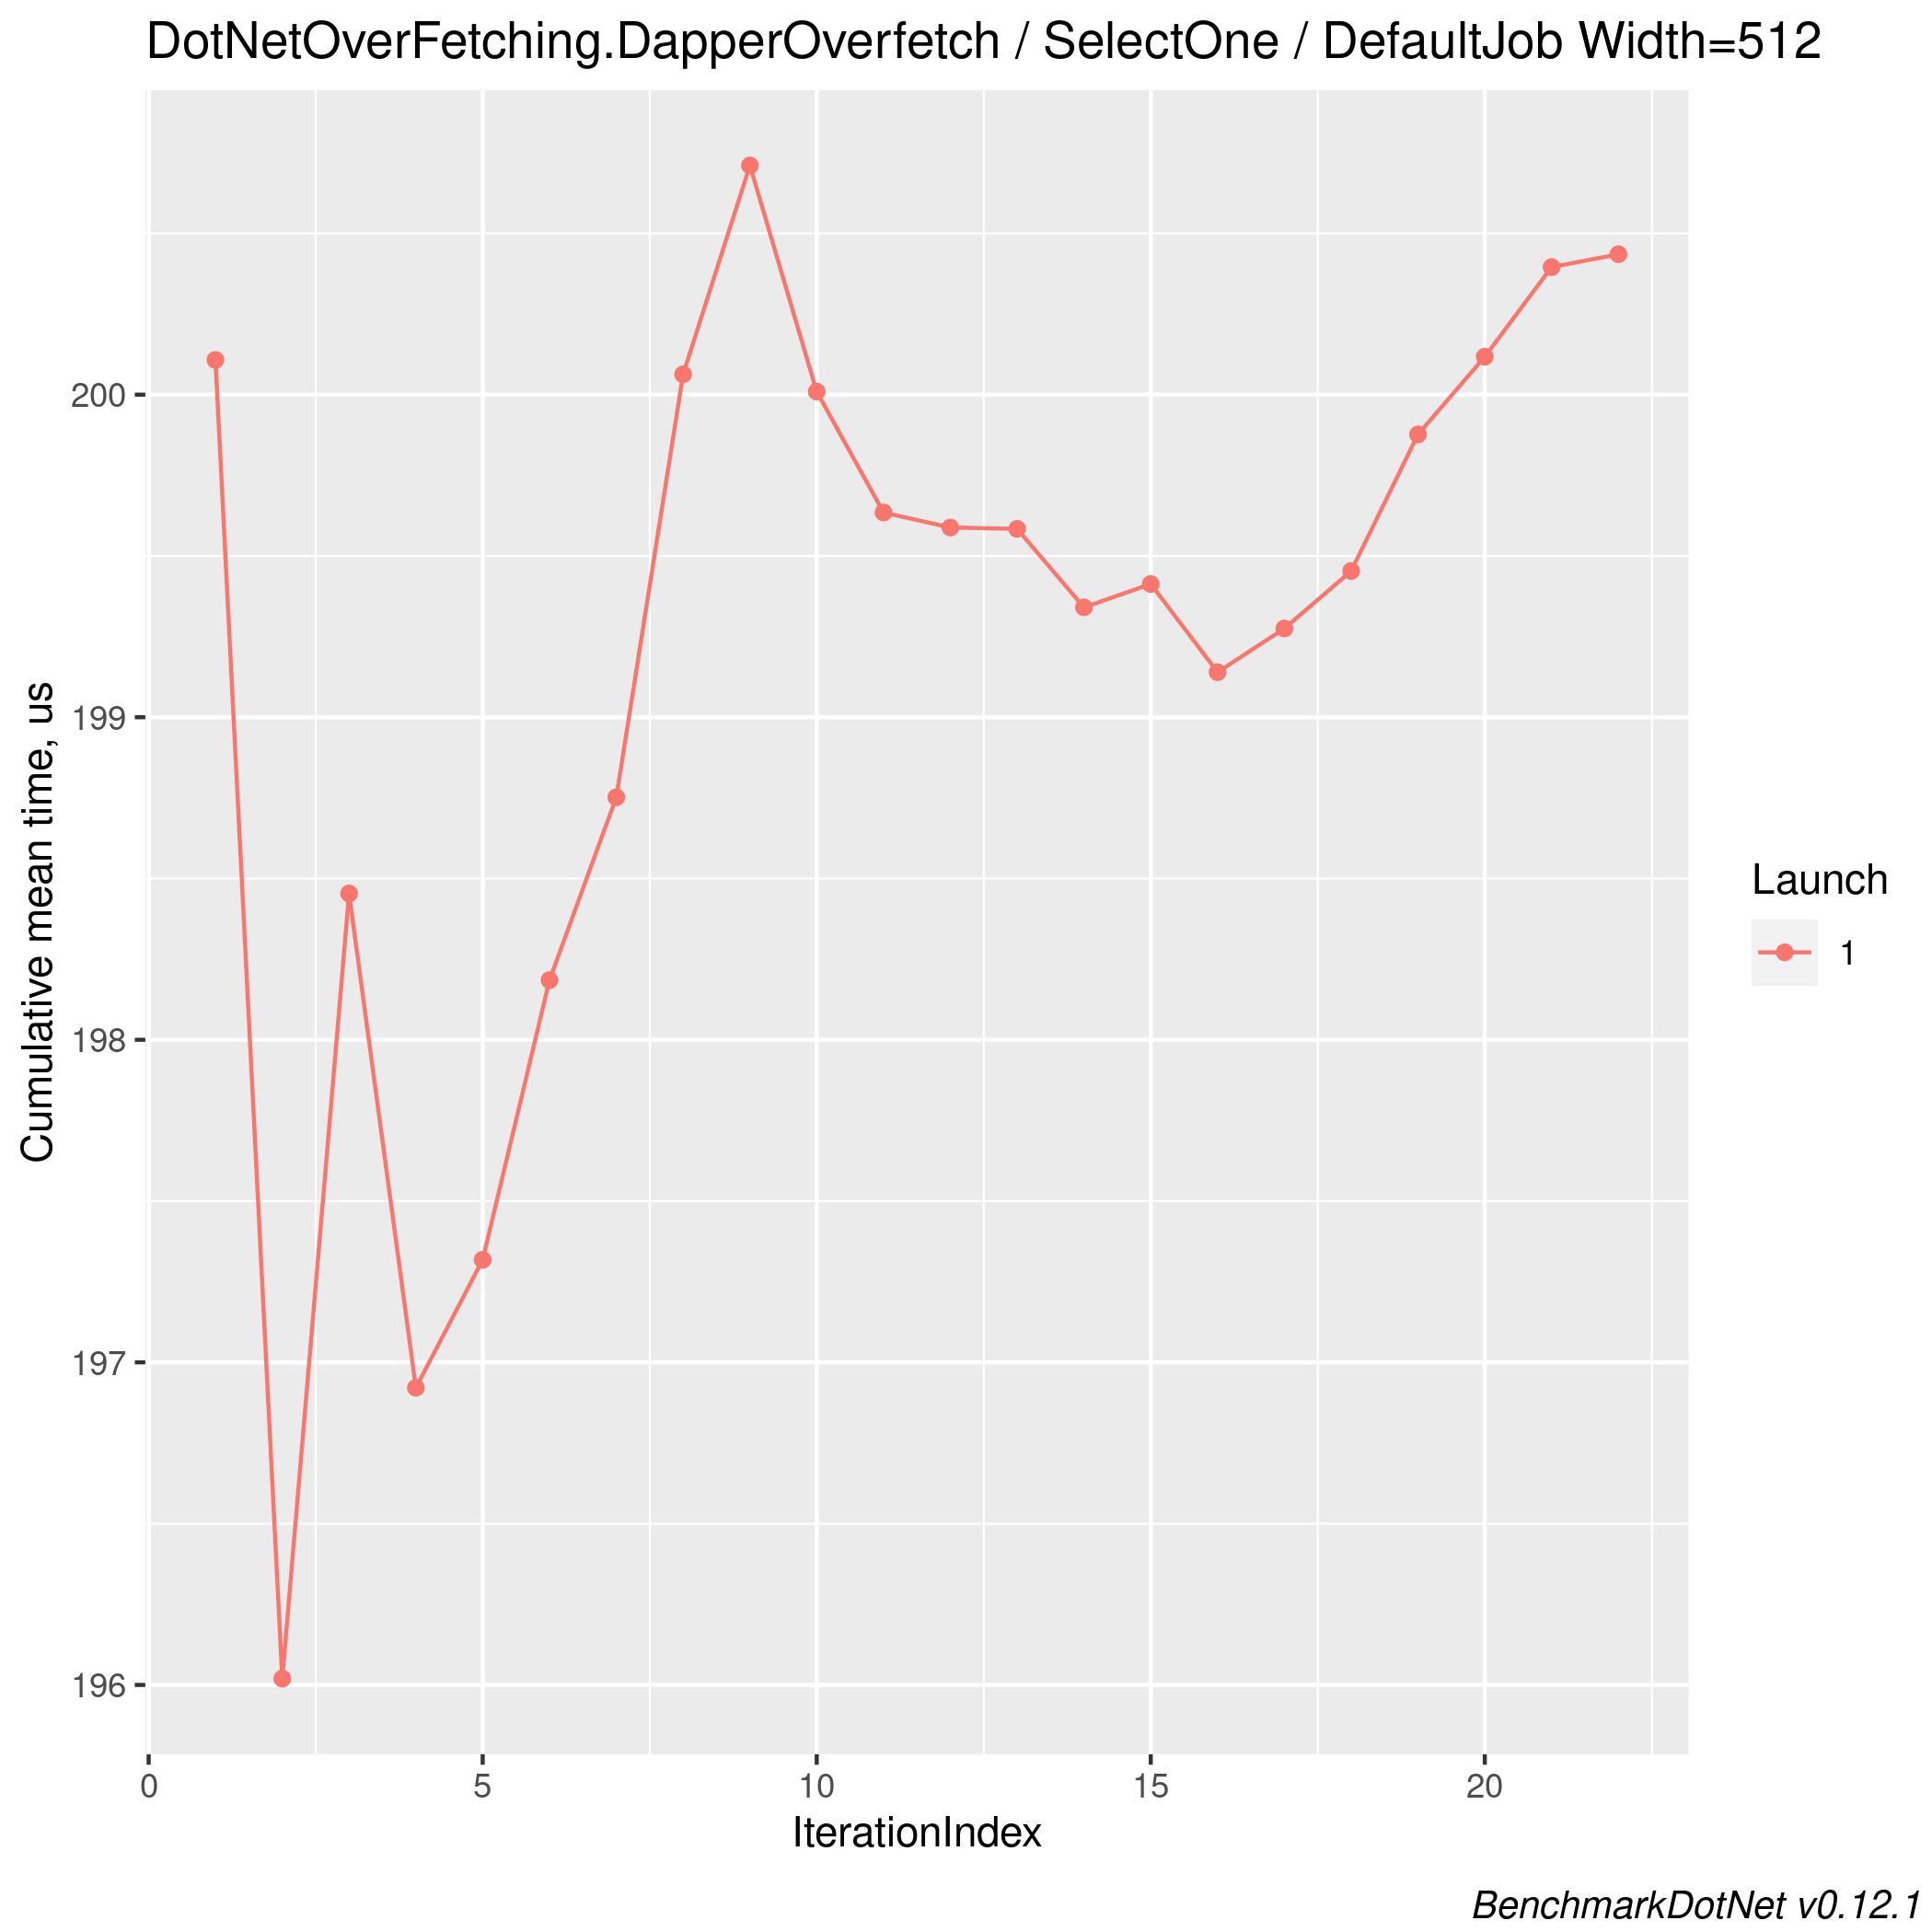 DotNetOverFetching.DapperOverfetch / SelectOne / DefaultJob Width=512
Cumulative mean time, us
200
199
198
197
196
0 5 10 15 20
IterationIndex
Launch
1
BenchmarkDotNet v0.12.1